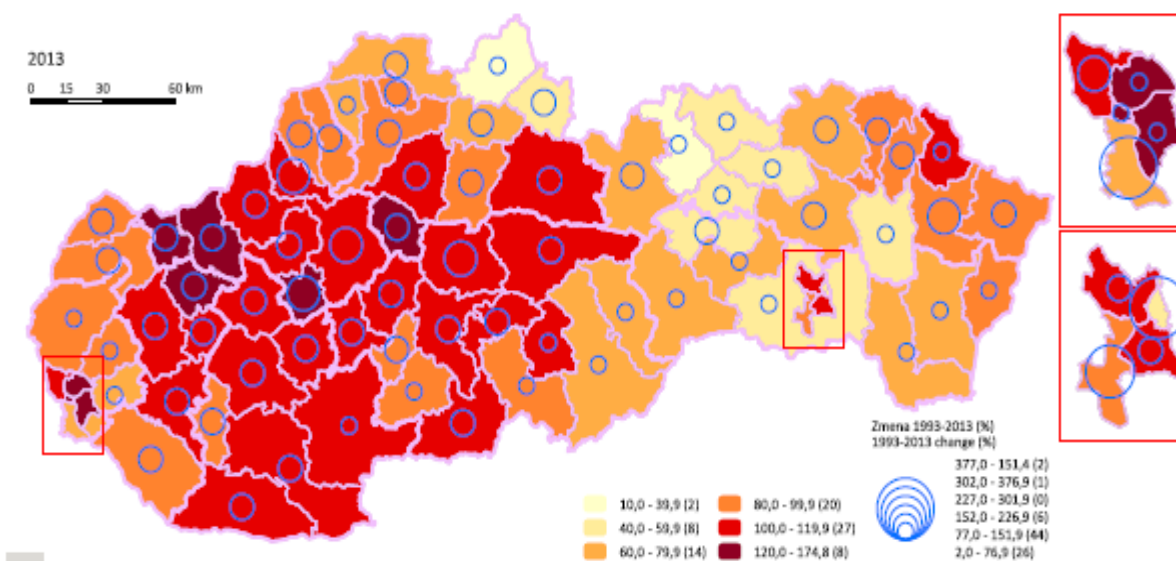 2013
0 15 30 60 km
Zmena 1993-2013 (%)
1993-2013 change (%)
377,0 - 151,4 (2)
302,0 - 376,9 (1)
227,0 - 301,9 (0)
152,0 - 226,9 (6)
77,0 - 151,9 (44)
2,0 - 76,9 (26)
10,0 - 39,9 (2)
40,0 - 59,9 (8)
60,0 - 79,9 (14)
80,0 - 99,9 (20)
100,0 - 119,9 (27)
120,0 - 174,8 (8)